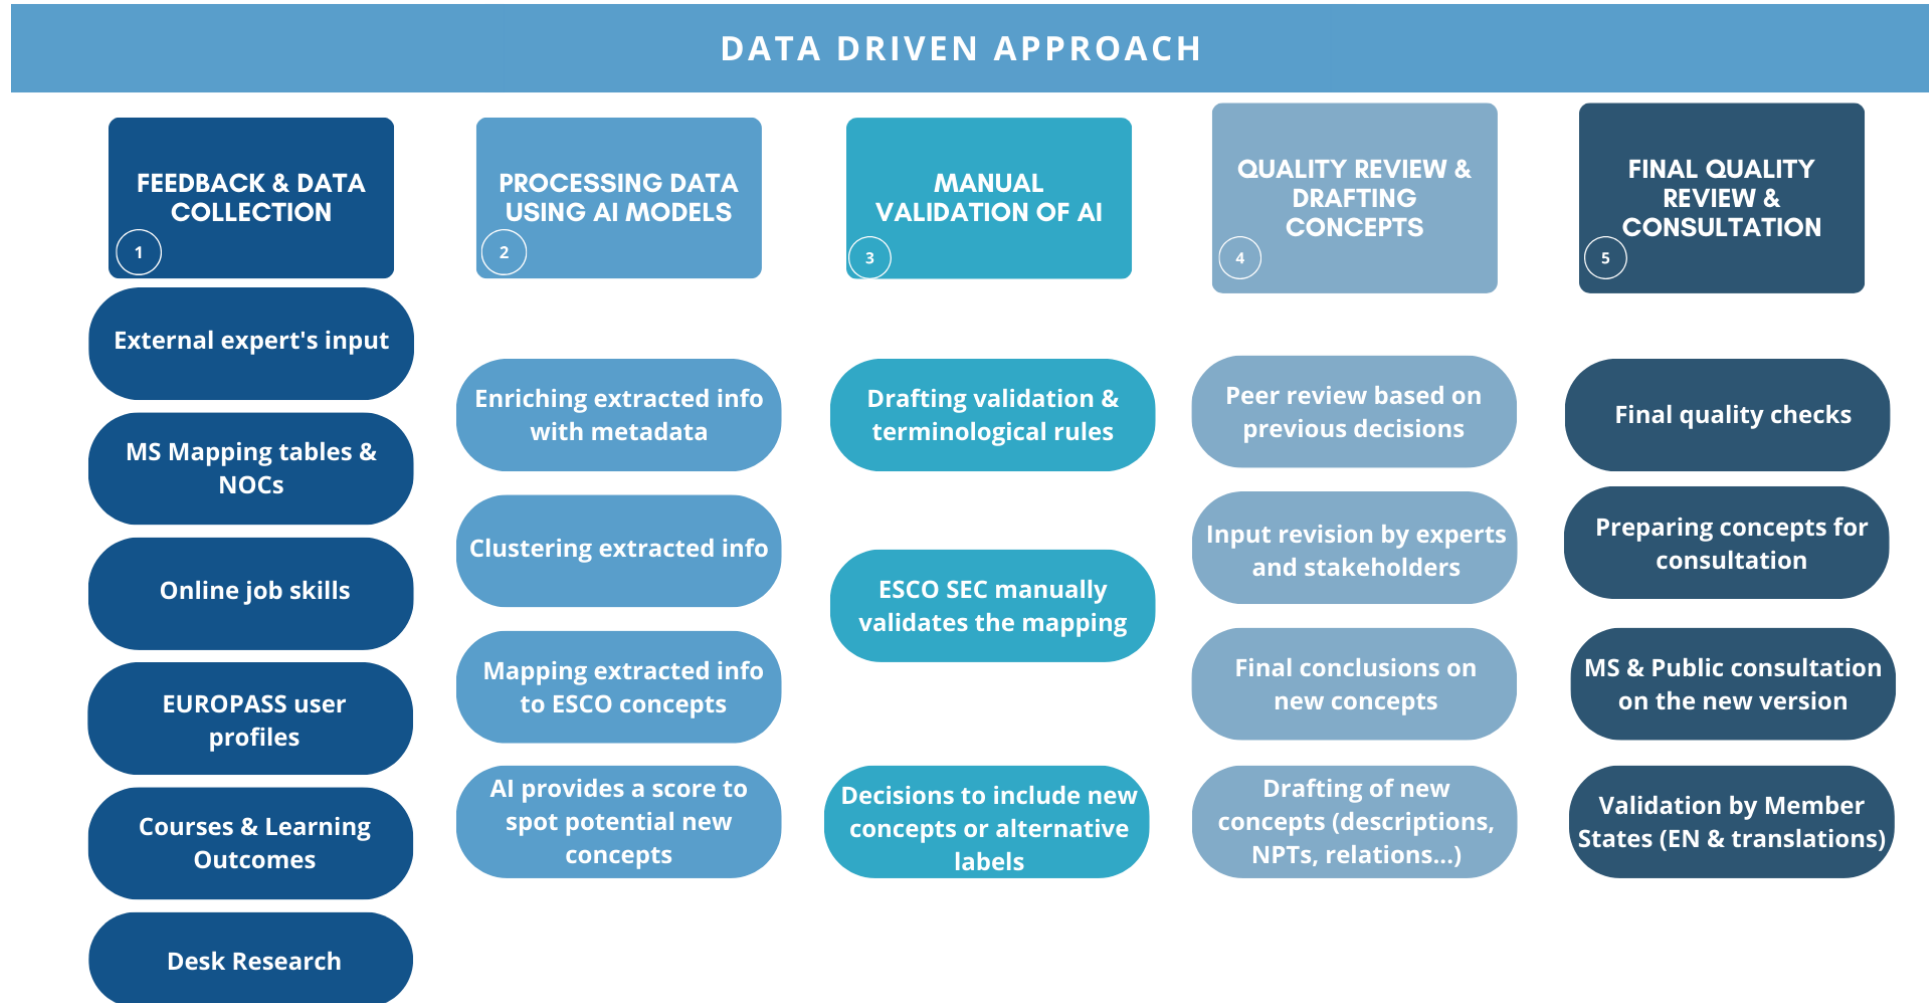 DATA DRIVEN APPROACH
FEEDBACK & DATA
COLLECTION
1
External expert's input
MS Mapping tables &
NOCs
Online job skills
EUROPASS user
profiles
Courses & Learning
Outcomes
Desk Research
PROCESSING DATA
USING AI MODELS
2
Enriching extracted info
with metadata
Clustering extracted info
Mapping extracted info
to ESCO concepts
AI provides a score to
spot potential new
concepts
MANUAL
VALIDATION OF AI
3
Drafting validation &
terminological rules
ESCO SEC manually
validates the mapping
Decisions to include new
concepts or alternative
labels
QUALITY REVIEW &
DRAFTING
CONCEPTS
4
Peer review based on
previous decisions
Input revision by experts
and stakeholders
Final conclusions on
new concepts
Drafting of new
concepts (descriptions,
NPTs, relations...)
FINAL QUALITY
REVIEW &
CONSULTATION
5
Final quality checks
Preparing concepts for
consultation
MS & Public consultation
on the new version
Validation by Member
States (EN & translations)